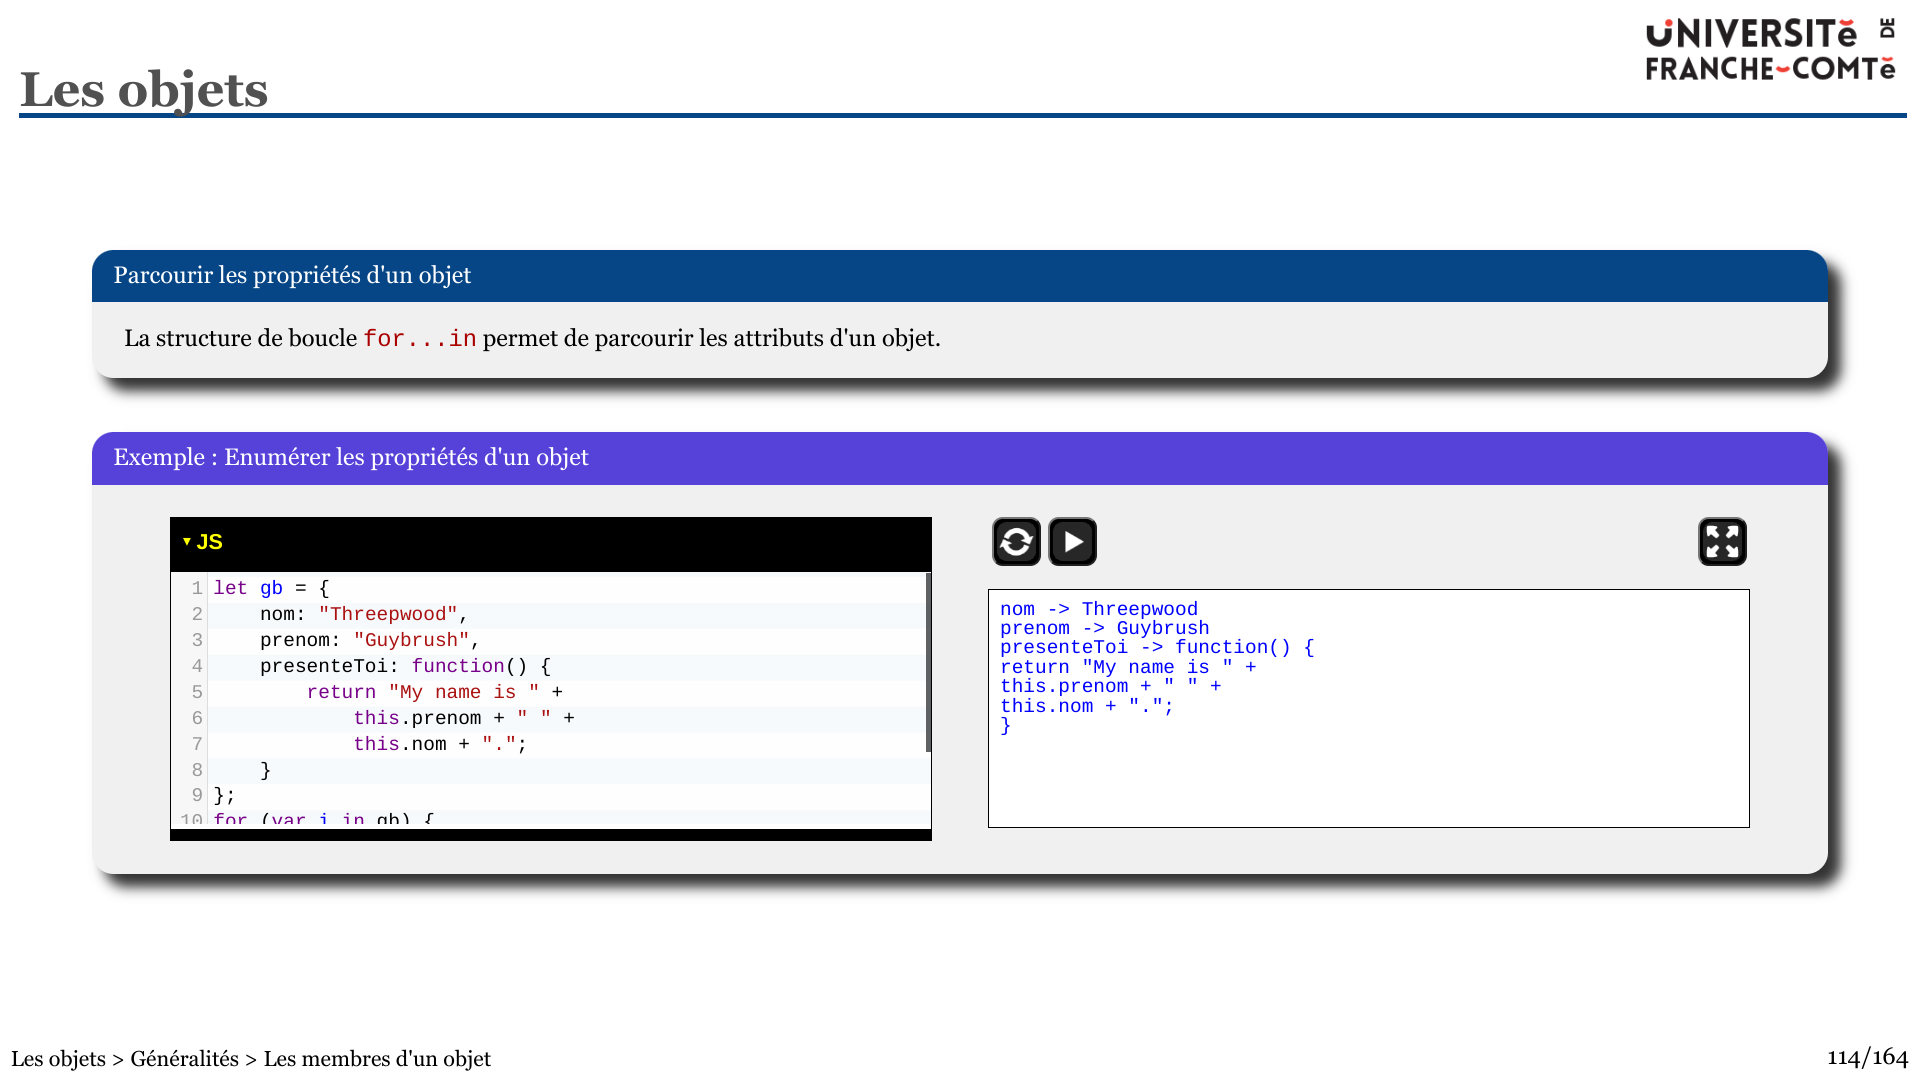 UNIVERSITÉ DE
FRANCHE-COMTÉ
Les objets
Parcourir les propriétés d'un objet
La structure de boucle for...in permet de parcourir les attributs d'un objet.
Exemple : Enumérer les propriétés d'un objet
▾ JS
1 let gb = {
2     nom: "Threepwood",
3     prenom: "Guybrush",
4     presenteToi: function() {
5         return "My name is " +
6             this.prenom + " " +
7             this.nom + ".";
8     }
9 };
10 for (var i in gb) {
nom -> Threepwood
prenom -> Guybrush
presenteToi -> function() {
return "My name is " +
this.prenom + " " +
this.nom + ".";
}
Les objets > Généralités > Les membres d'un objet
114/164